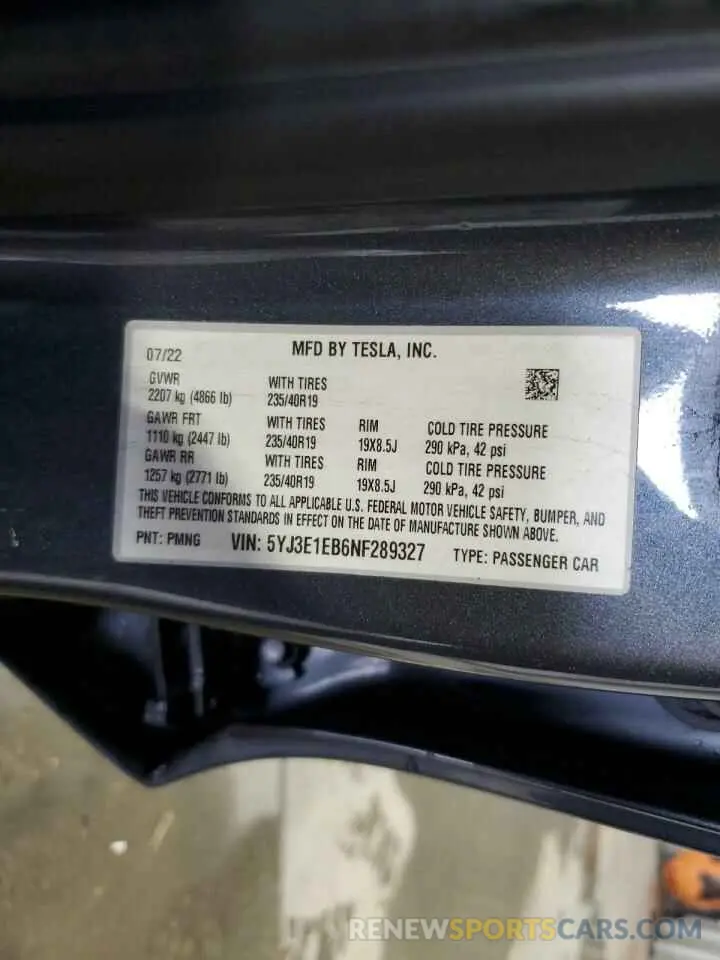 07/22 MFD BY TESLA, INC.
GVWR WITH TIRES
2207 kg (4866 lb) 235/40R19
GAWR FRT WITH TIRES RIM COLD TIRE PRESSURE
1110 kg (2447 lb) 235/40R19 19X8.5J 290 kPa, 42 psi
GAWR RR WITH TIRES RIM COLD TIRE PRESSURE
1257 kg (2771 lb) 235/40R19 19X8.5J 290 kPa, 42 psi
THIS VEHICLE CONFORMS TO ALL APPLICABLE U.S. FEDERAL MOTOR VEHICLE SAFETY, BUMPER, AND
THEFT PREVENTION STANDARDS IN EFFECT ON THE DATE OF MANUFACTURE SHOWN ABOVE.
PNT: PMNG VIN: 5YJ3E1EB6NF289327 TYPE: PASSENGER CAR
RENEWSPORTSCARS.COM